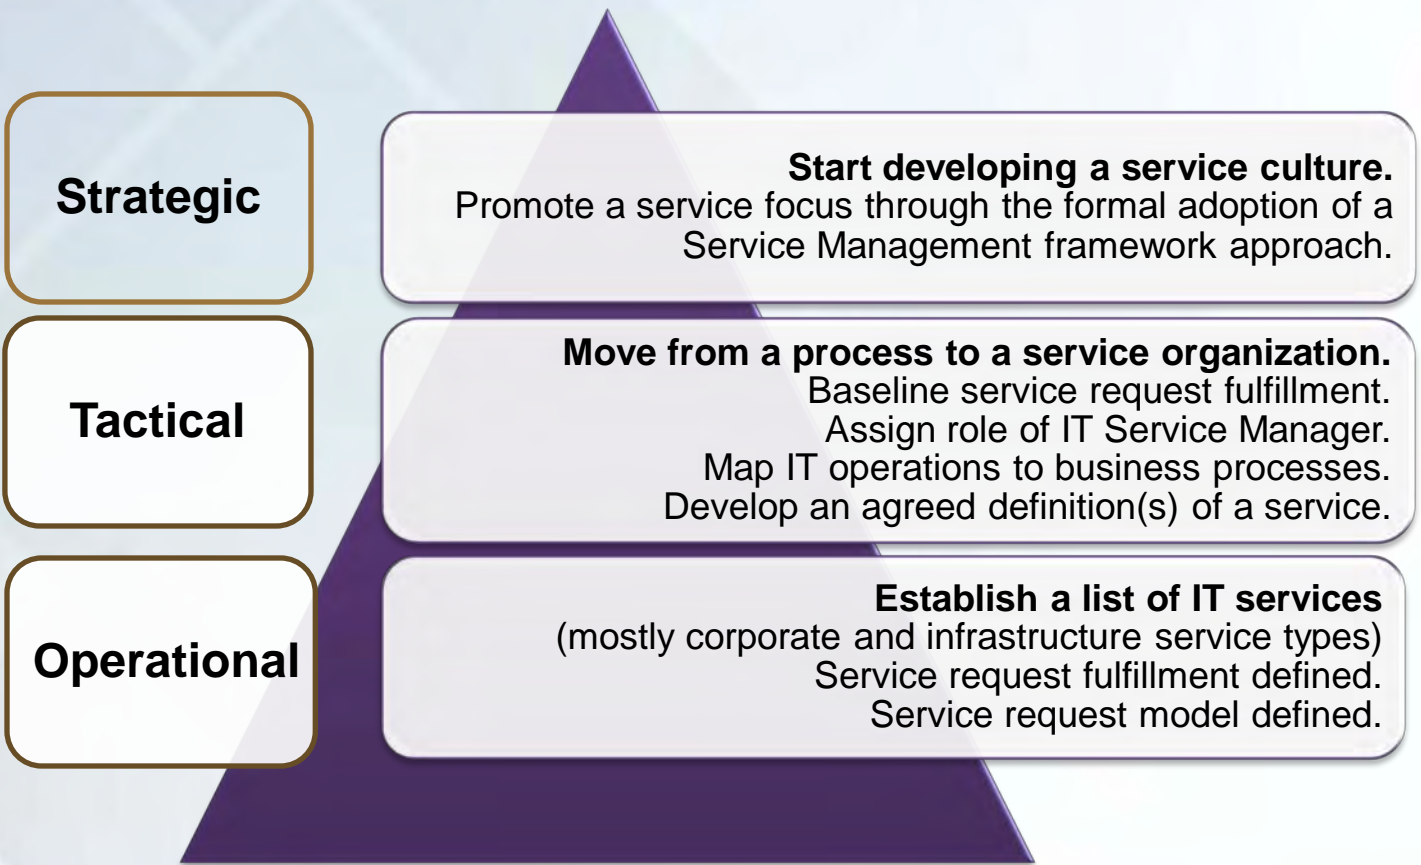 Strategic
Start developing a service culture.
Promote a service focus through the formal adoption of a
Service Management framework approach.
Tactical
Move from a process to a service organization.
Baseline service request fulfillment.
Assign role of IT Service Manager.
Map IT operations to business processes.
Develop an agreed definition(s) of a service.
Operational
Establish a list of IT services
(mostly corporate and infrastructure service types)
Service request fulfillment defined.
Service request model defined.